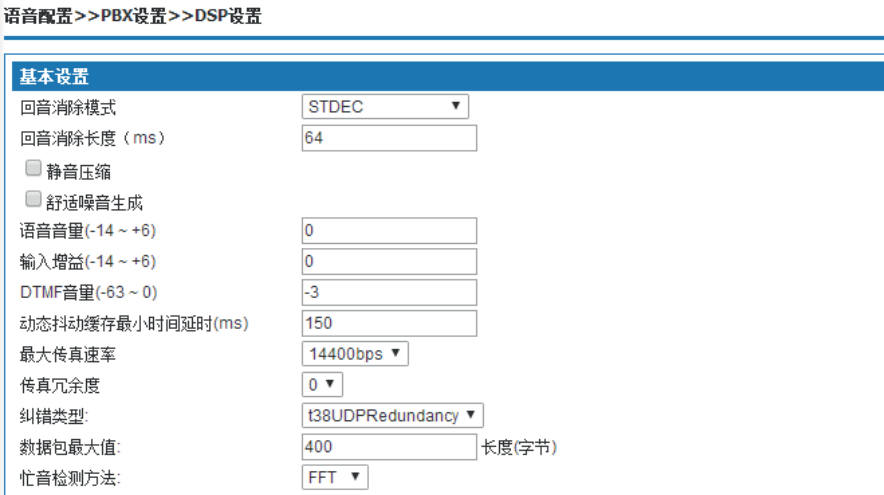 语音配置>>PBX设置>>DSP设置
基本设置
回音消除模式 STDEC
回音消除长度（ms） 64
静音压缩
舒适噪音生成
语音音量(-14 ~ +6) 0
输入增益(-14 ~ +6) 0
DTMF音量(-63 ~ 0) -3
动态抖动缓存最小时间延时(ms) 150
最大传真速率 14400bps
传真冗余度 0
纠错类型: t38UDPRedundancy
数据包最大值: 400 长度(字节)
忙音检测方法: FFT